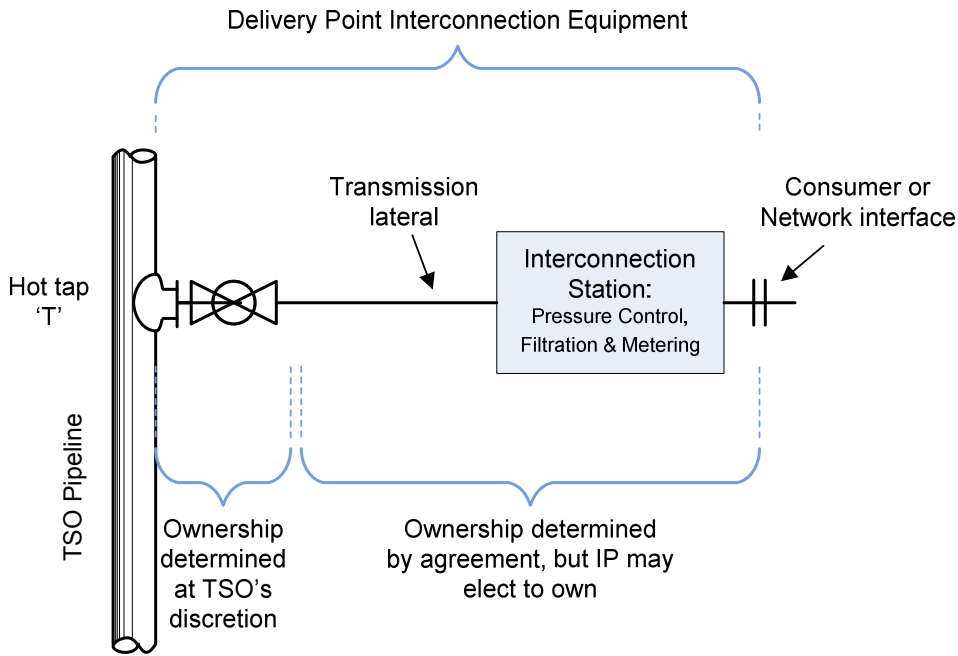 Delivery Point Interconnection Equipment
Transmission
lateral
Consumer or
Network interface
Hot tap
‘T’
Interconnection
Station:
Pressure Control,
Filtration & Metering
TSO Pipeline
Ownership
determined
at TSO’s
discretion
Ownership determined
by agreement, but IP may
elect to own